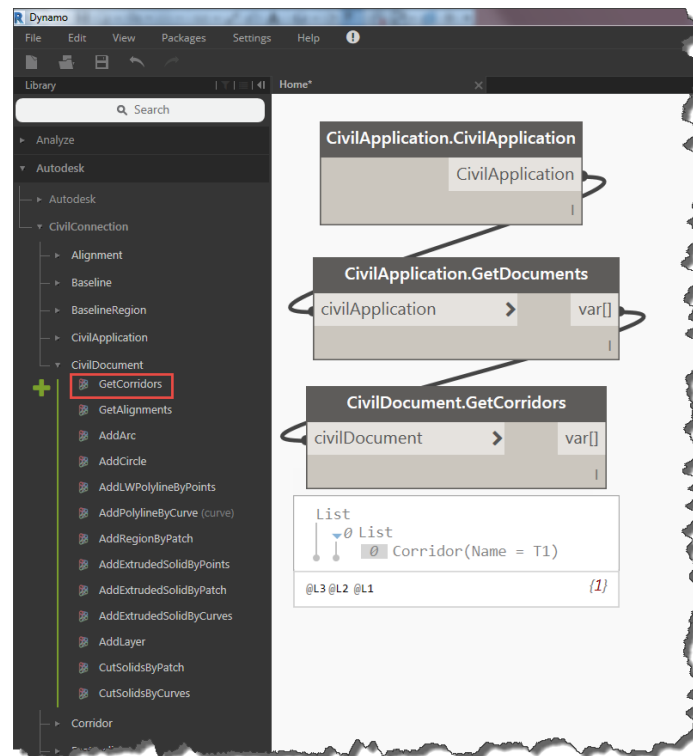 R Dynamo
File Edit View Packages Settings Help !
Library
Home*
Search
Analyze
Autodesk
Autodesk
CivilConnection
Alignment
Baseline
BaselineRegion
CivilApplication
CivilDocument
GetCorridors
GetAlignments
AddArc
AddCircle
AddLWPolylineByPoints
AddPolylineByCurve (curve)
AddRegionByPatch
AddExtrudedSolidByPoints
AddExtrudedSolidByPatch
AddExtrudedSolidByCurves
AddLayer
CutSolidsByPatch
CutSolidsByCurves
Corridor
CivilApplication.CivilApplication
CivilApplication
l
CivilApplication.GetDocuments
civilApplication > var[]
l
CivilDocument.GetCorridors
civilDocument > var[]
l
List
0 List
0 Corridor(Name = T1)
@L3 @L2 @L1 {1}